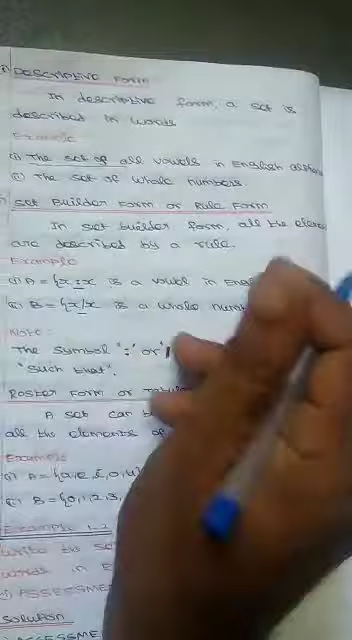 Descriptive Form
In descriptive form, a set is
described in words
Example
(i) The set of all vowels in English
(ii) The set of whole numbers.
Set Builder Form or Rule Form
In set builder form, all the
are described by a rule.
Example
(i) A = {x : x is a vowel in
(ii) B = {x / x is a whole
Note :
The symbol ':' or '
"such that".
Roster Form or
A set can
all the elements of
Example
(i) A = {a, e, i, o, u}
(ii) B = {0, 1, 2, 3,
Example
Write the
words in
Solution